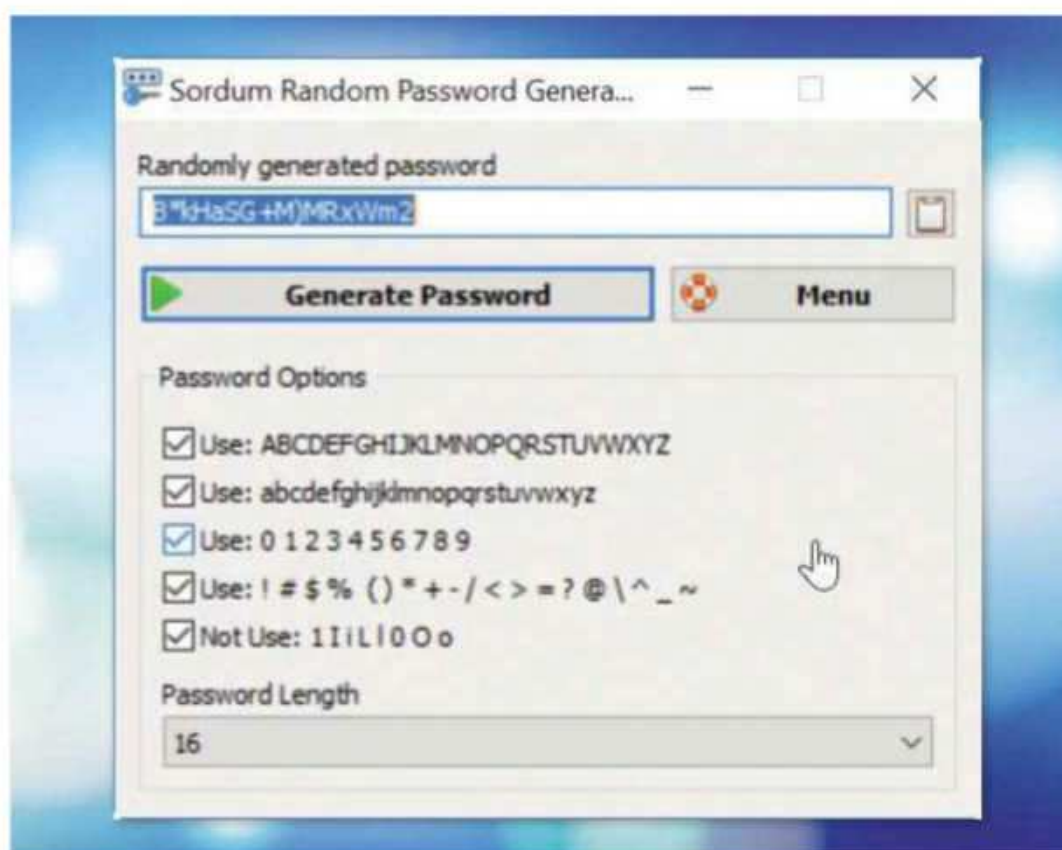 Sordum Random Password Genera...
Randomly generated password
8*kHaSG+M)MRxWm2
Generate Password
Menu
Password Options
Use: ABCDEFGHIJKLMNOPQRSTUVWXYZ
Use: abcdefghijklmnopqrstuvwxyz
Use: 0 1 2 3 4 5 6 7 8 9
Use: ! # $ % ( ) * + - / < > = ? @ \ ^ _ ~
Not Use: 1 I i L l 0 O o
Password Length
16